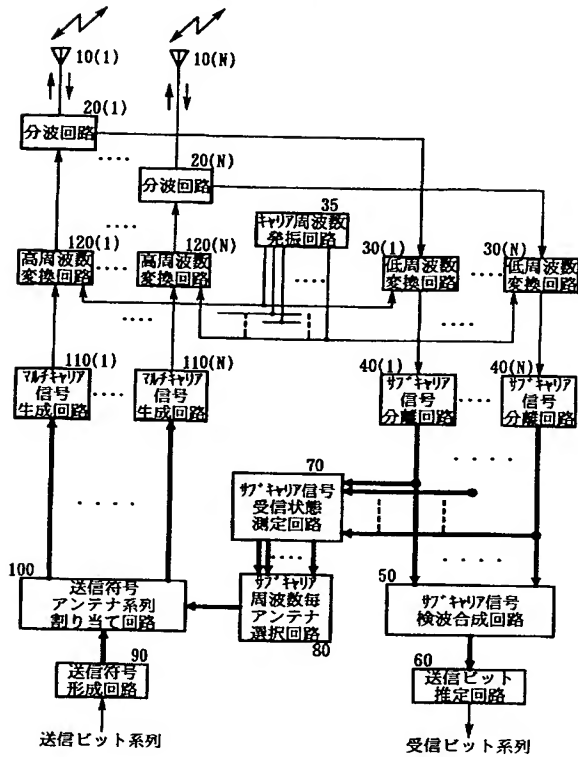 10(1)
10(N)
20(1)
分波回路
20(N)
分波回路
35
キャリア周波数
発振回路
120(1)
高周波数
変換回路
120(N)
高周波数
変換回路
30(1)
低周波数
変換回路
30(N)
低周波数
変換回路
110(1)
マルチキャリア
信号
生成回路
110(N)
マルチキャリア
信号
生成回路
40(1)
サブキャリア
信号
分離回路
40(N)
サブキャリア
信号
分離回路
70
サブキャリア信号
受信状態
測定回路
100
送信符号
アンテナ系列
割り当て回路
サブキャリア
周波数毎
アンテナ
選択回路
80
50
サブキャリア信号
検波合成回路
90
送信符号
形成回路
60
送信ビット
推定回路
送信ビット系列
受信ビット系列